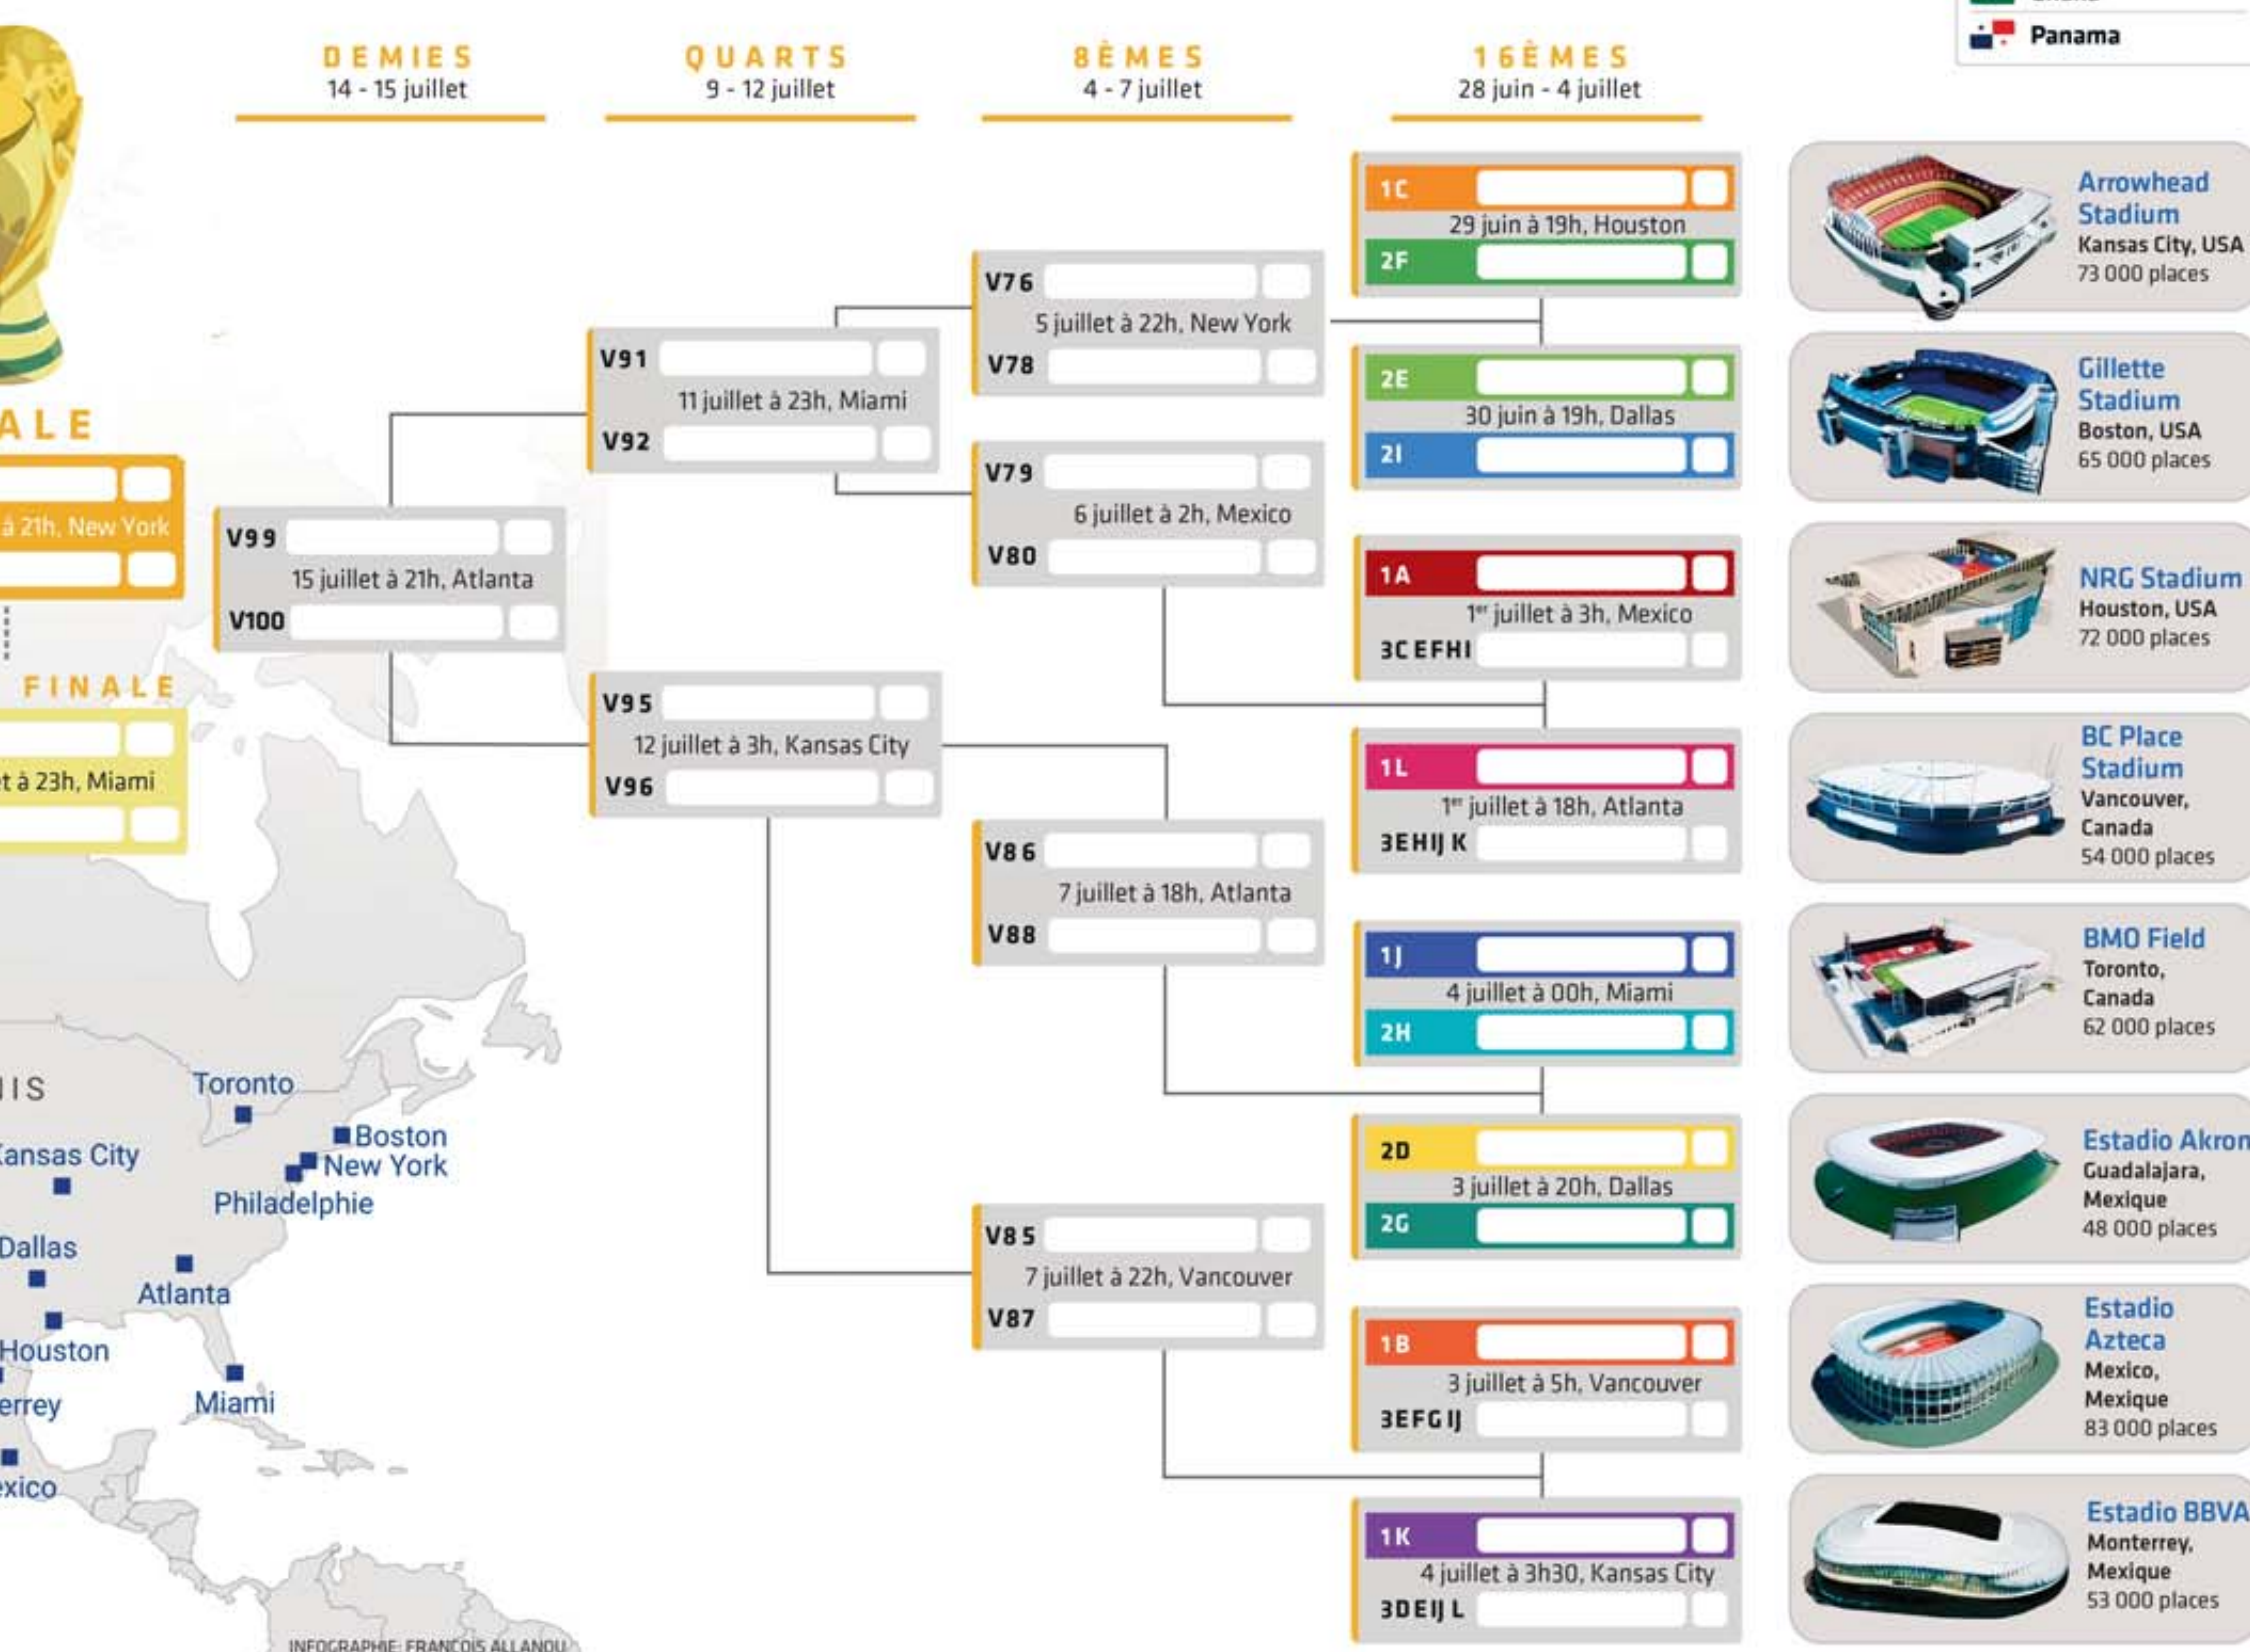 Panama
DEMIES
14 - 15 juillet
QUARTS
9 - 12 juillet
8ÈMES
4 - 7 juillet
16ÈMES
28 juin - 4 juillet
1C
29 juin à 19h, Houston
2F
2E
30 juin à 19h, Dallas
2I
1A
1er juillet à 3h, Mexico
3CEFHI
1L
1er juillet à 18h, Atlanta
3EHIJK
1J
4 juillet à 00h, Miami
2H
2D
3 juillet à 20h, Dallas
2G
1B
3 juillet à 5h, Vancouver
3EFGIJ
1K
4 juillet à 3h30, Kansas City
3DEIJL
V76
5 juillet à 22h, New York
V78
V79
6 juillet à 2h, Mexico
V80
V86
7 juillet à 18h, Atlanta
V88
V85
7 juillet à 22h, Vancouver
V87
V91
11 juillet à 23h, Miami
V92
V95
12 juillet à 3h, Kansas City
V96
V99
15 juillet à 21h, Atlanta
V100
ALE
à 21h, New York
FINALE
t à 23h, Miami
NIS
Toronto
Boston
New York
Philadelphie
ansas City
Dallas
Atlanta
Houston
Miami
errey
exico
INFOGRAPHIE: FRANÇOIS ALLANOU
Arrowhead
Stadium
Kansas City, USA
73 000 places
Gillette
Stadium
Boston, USA
65 000 places
NRG Stadium
Houston, USA
72 000 places
BC Place
Stadium
Vancouver,
Canada
54 000 places
BMO Field
Toronto,
Canada
62 000 places
Estadio Akron
Guadalajara,
Mexique
48 000 places
Estadio
Azteca
Mexico,
Mexique
83 000 places
Estadio BBVA
Monterrey,
Mexique
53 000 places